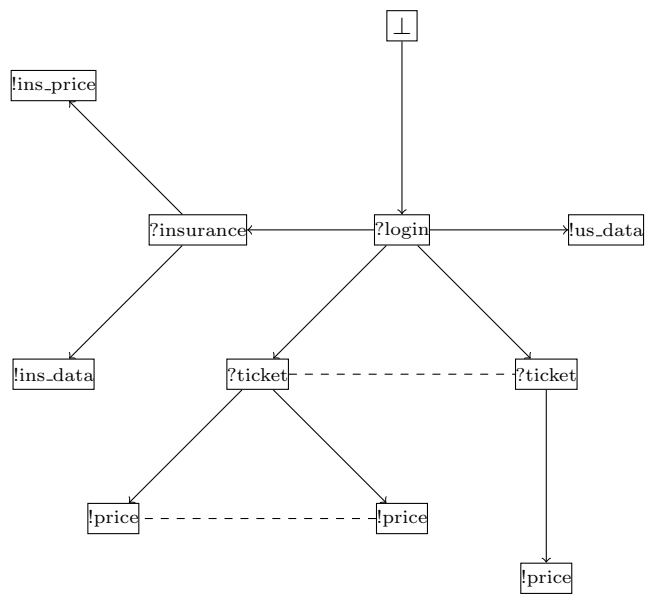 ⊥
!ins_price
?insurance
?login
!us_data
!ins_data
?ticket
?ticket
!price
!price
!price